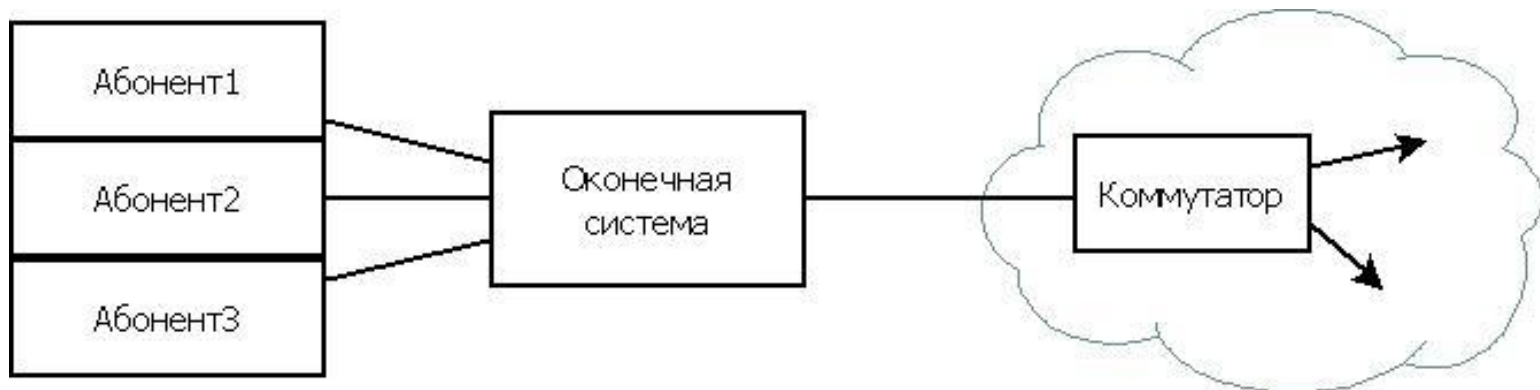 Абонент1
Абонент2
Абонент3
Оконечная
система
Коммутатор